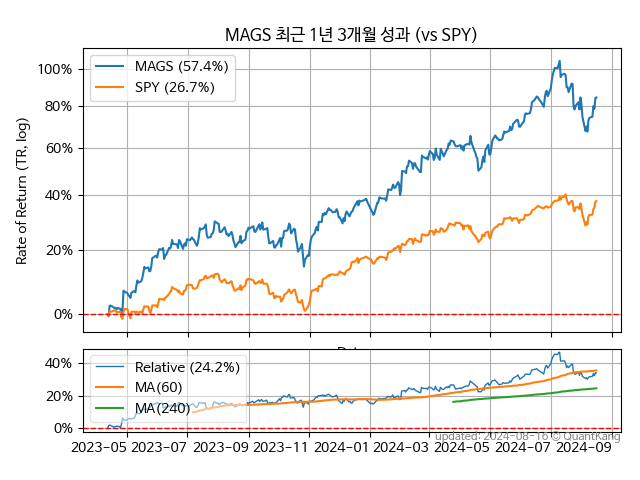 MAGS 최근 1년 3개월 성과 (vs SPY)
Rate of Return (TR, log)
100%
80%
60%
40%
20%
0%
MAGS (57.4%)
SPY (26.7%)
40%
20%
0%
Relative (24.2%)
MA(60)
MA(240)
2023-05 2023-07 2023-09 2023-11 2024-01 2024-03 2024-05 2024-07 2024-09
updated: 2024-08-16 © QuantKang